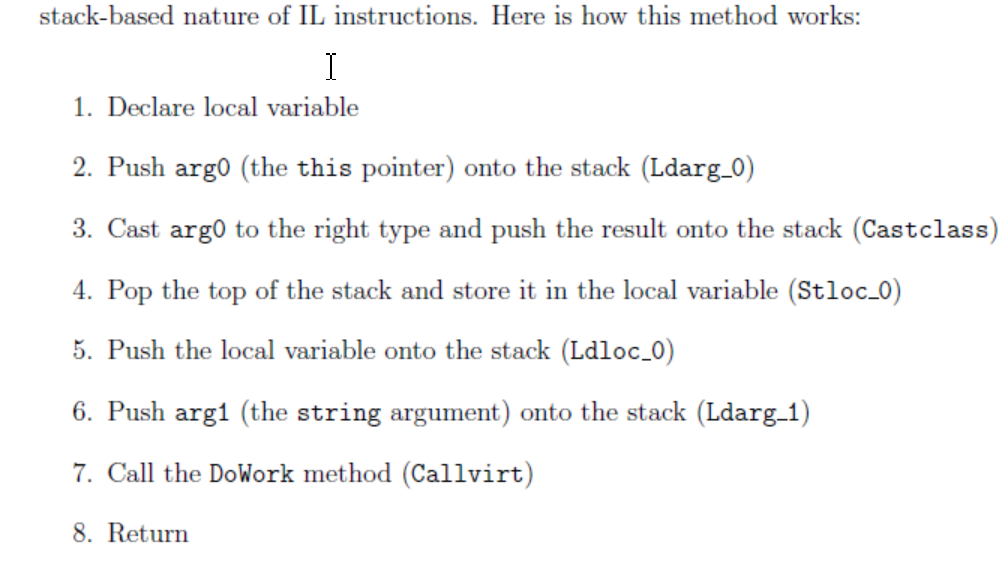 stack-based nature of IL instructions. Here is how this method works:
1. Declare local variable
2. Push arg0 (the this pointer) onto the stack (Ldarg_0)
3. Cast arg0 to the right type and push the result onto the stack (Castclass)
4. Pop the top of the stack and store it in the local variable (Stloc_0)
5. Push the local variable onto the stack (Ldloc_0)
6. Push arg1 (the string argument) onto the stack (Ldarg_1)
7. Call the DoWork method (Callvirt)
8. Return